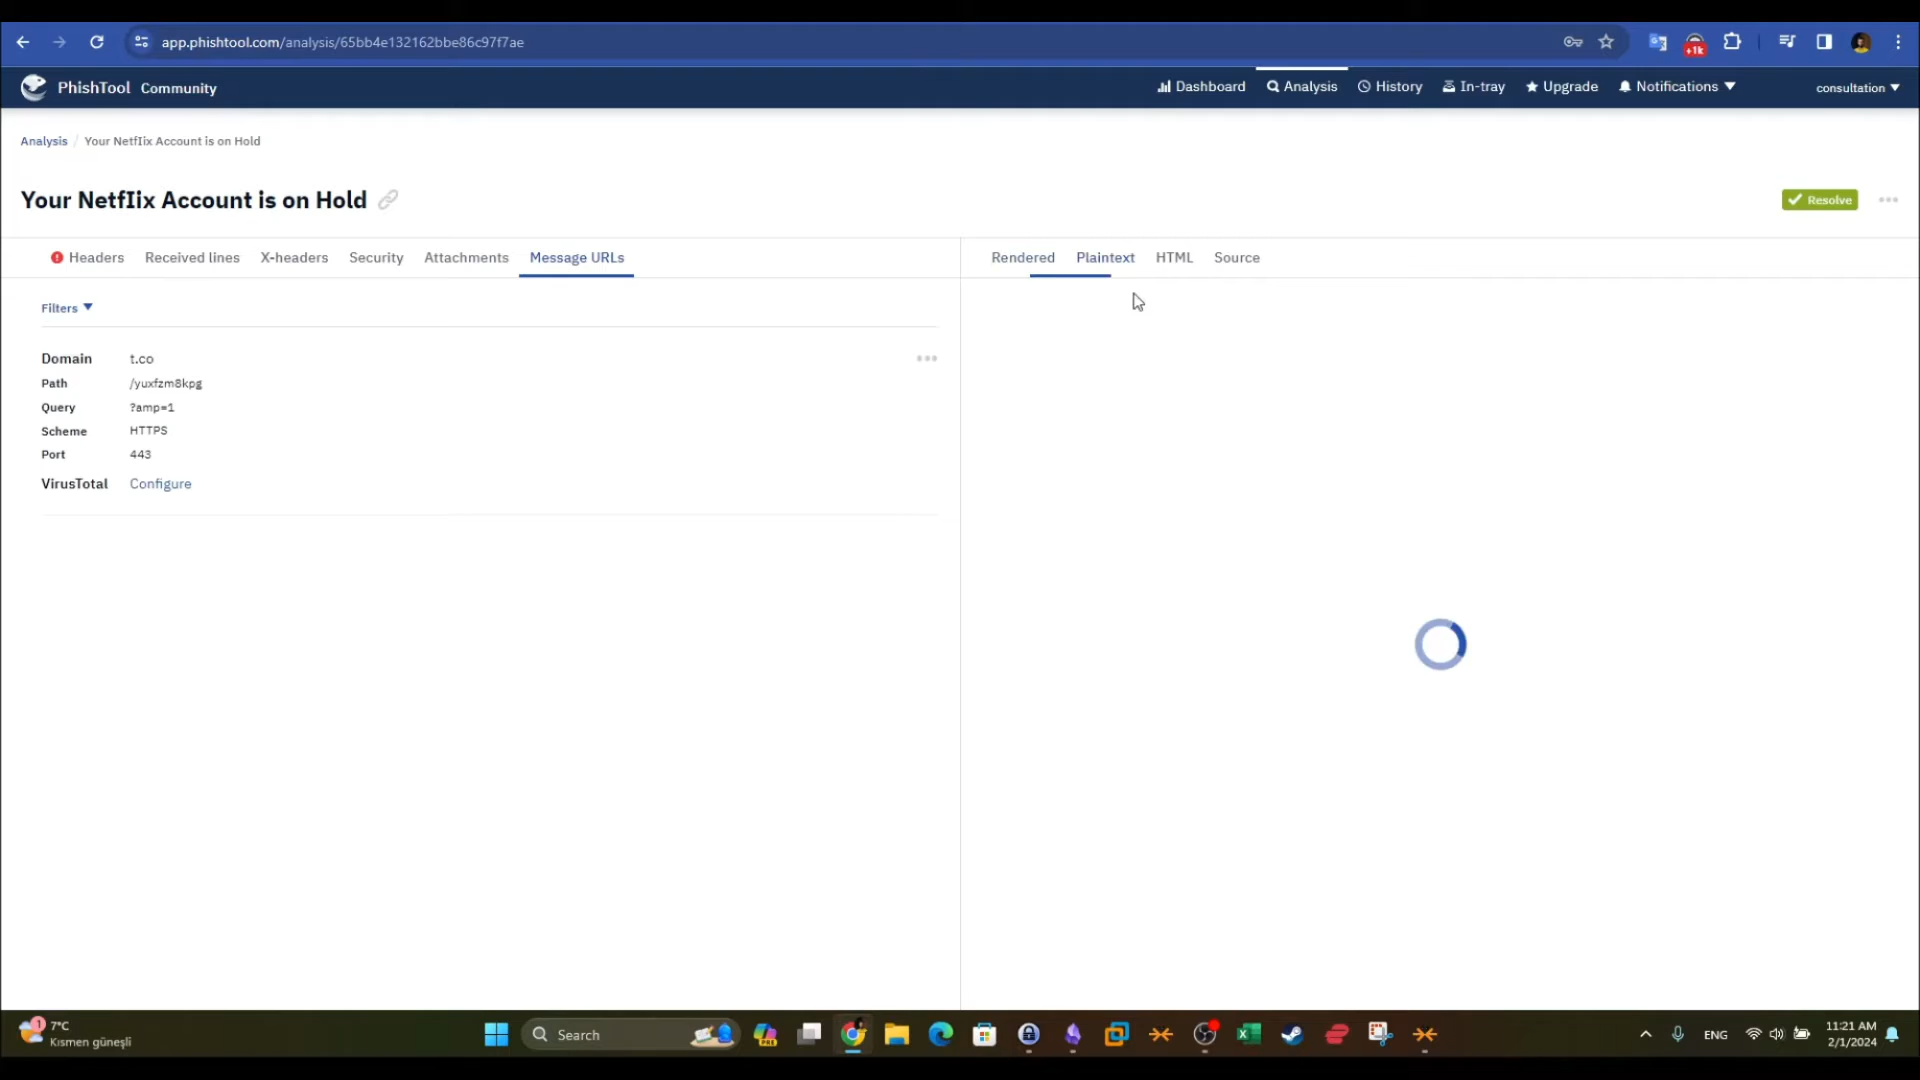 app.phishtool.com/analysis/65bb4e132162bbe86c97f7ae
+1k
PhishTool Community
Dashboard Analysis History In-tray Upgrade Notifications consultation
Analysis / Your NetfIix Account is on Hold
Your NetfIix Account is on Hold
Resolve
Headers Received lines X-headers Security Attachments Message URLs
Rendered Plaintext HTML Source
Filters
Domain t.co
Path /yuxfzm8kpg
Query ?amp=1
Scheme HTTPS
Port 443
VirusTotal Configure
1
7°C
Kısmen güneşli
Search
PRE
ENG
11:21 AM
2/1/2024